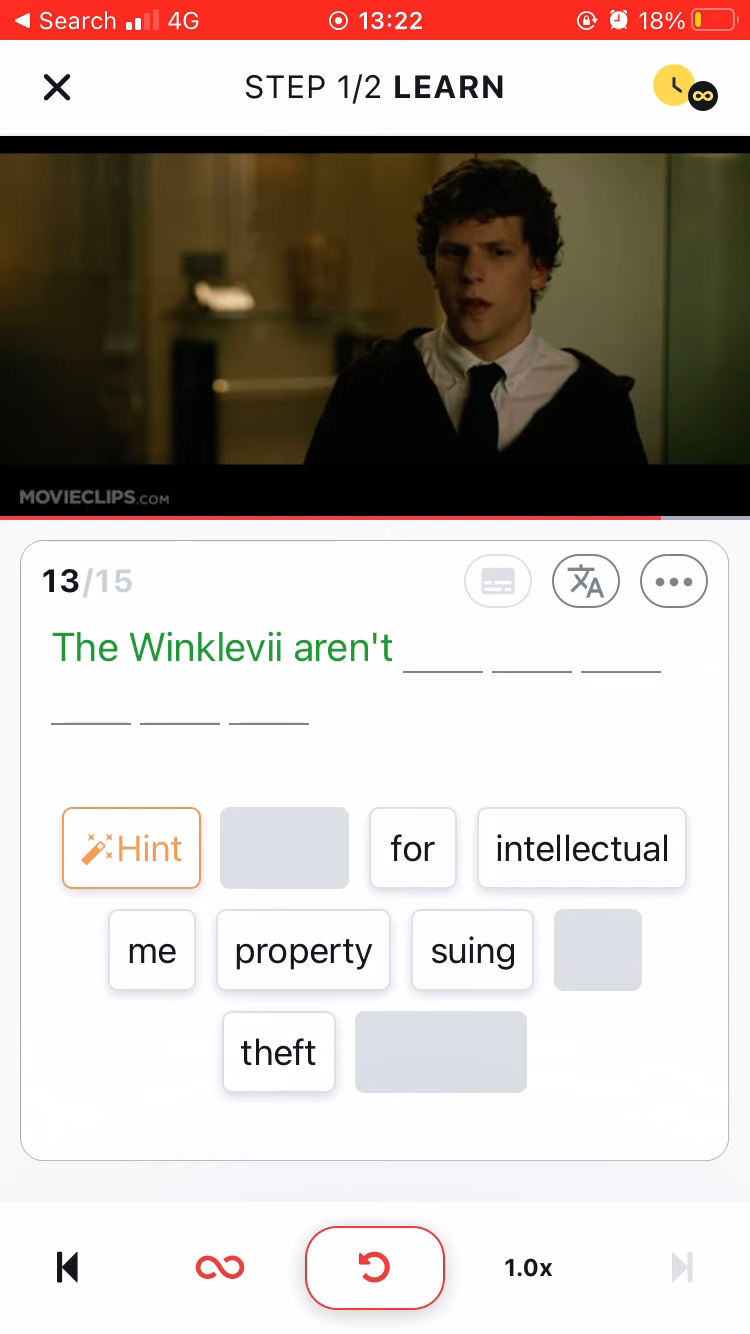 Search 4G 13:22 18%
STEP 1/2 LEARN
MOVIECLIPS.COM
13/15
The Winklevii aren't
Hint for intellectual
me property suing
theft
1.0x